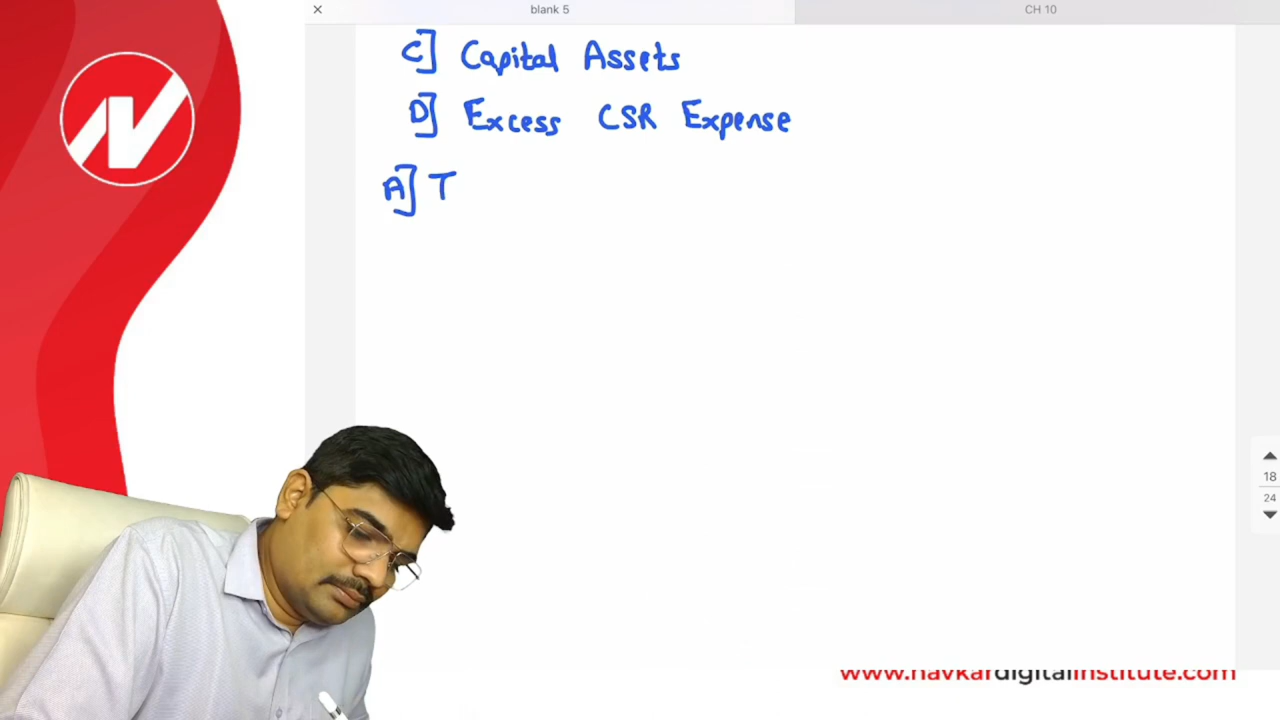 blank 5
CH 10
C] Capital Assets
D] Excess CSR Expense
A] T
18
24
www.navkardigitalinstitute.com